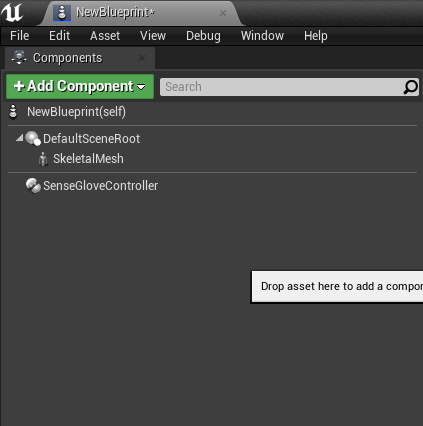 NewBlueprint*
File Edit Asset View Debug Window Help
Components
+ Add Component Search
NewBlueprint(self)
DefaultSceneRoot
SkeletalMesh
SenseGloveController
Drop asset here to add a compo